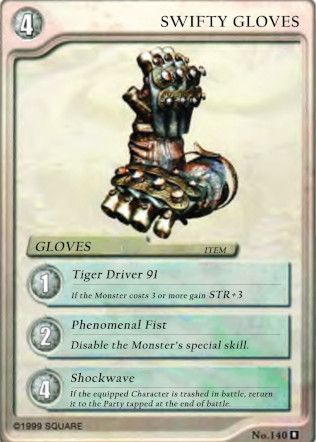 4
SWIFTY GLOVES
GLOVES
ITEM
1
Tiger Driver 91
If the Monster costs 3 or more gain STR+3
2
Phenomenal Fist
Disable the Monster's special skill.
4
Shockwave
If the equipped Character is trashed in battle, return
it to the Party tapped at the end of battle.
©1999 SQUARE
No.140